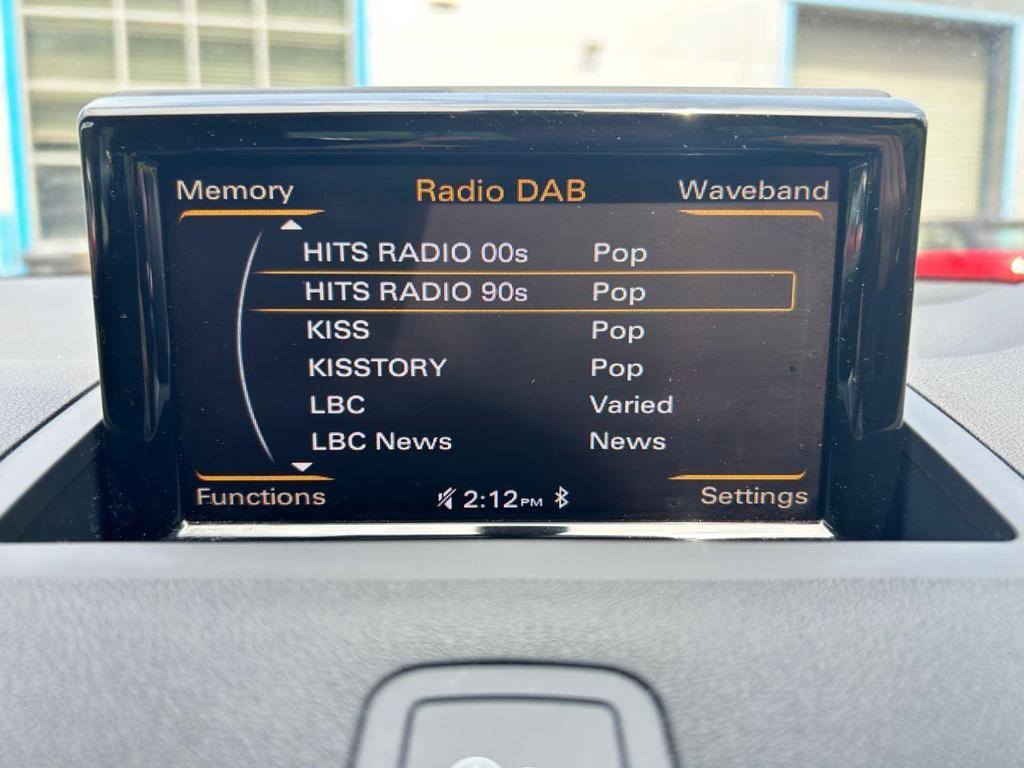 Memory Radio DAB Waveband
HITS RADIO 00s Pop
HITS RADIO 90s Pop
KISS Pop
KISSTORY Pop
LBC Varied
LBC News News
Functions 2:12PM Settings